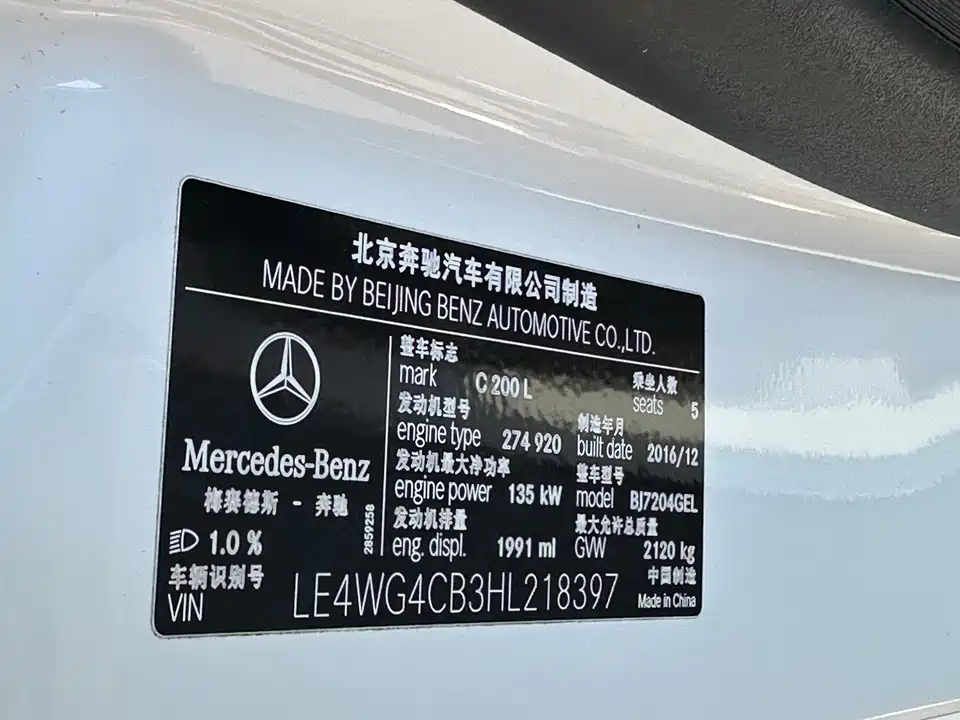 北京奔驰汽车有限公司制造
MADE BY BEIJING BENZ AUTOMOTIVE CO.,LTD.
整车标志
mark C 200 L
乘坐人数
seats 5
发动机型号
engine type 274 920
制造年月
built date 2016/12
发动机最大净功率
engine power 135 kW
整车型号
model BJ7204GEL
发动机排量
eng. displ. 1991 ml
最大允许总质量
GVW 2120 kg
Mercedes-Benz
梅赛德斯 - 奔驰
2859258
1.0 %
中国制造
Made in China
车辆识别号
VIN LE4WG4CB3HL218397